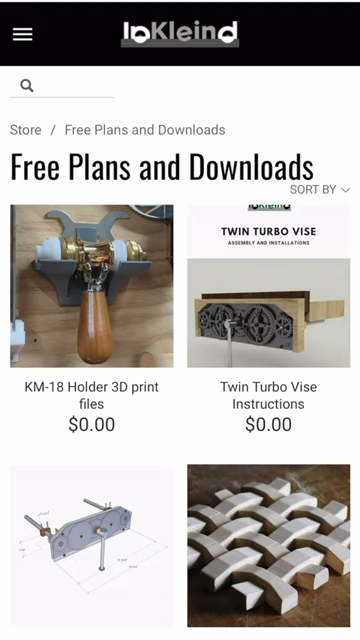 JnKleind
Store / Free Plans and Downloads
Free Plans and Downloads
SORT BY
TWIN TURBO VISE
ASSEMBLY AND INSTALLATIONS
KM-18 Holder 3D print
files
$0.00
Twin Turbo Vise
Instructions
$0.00